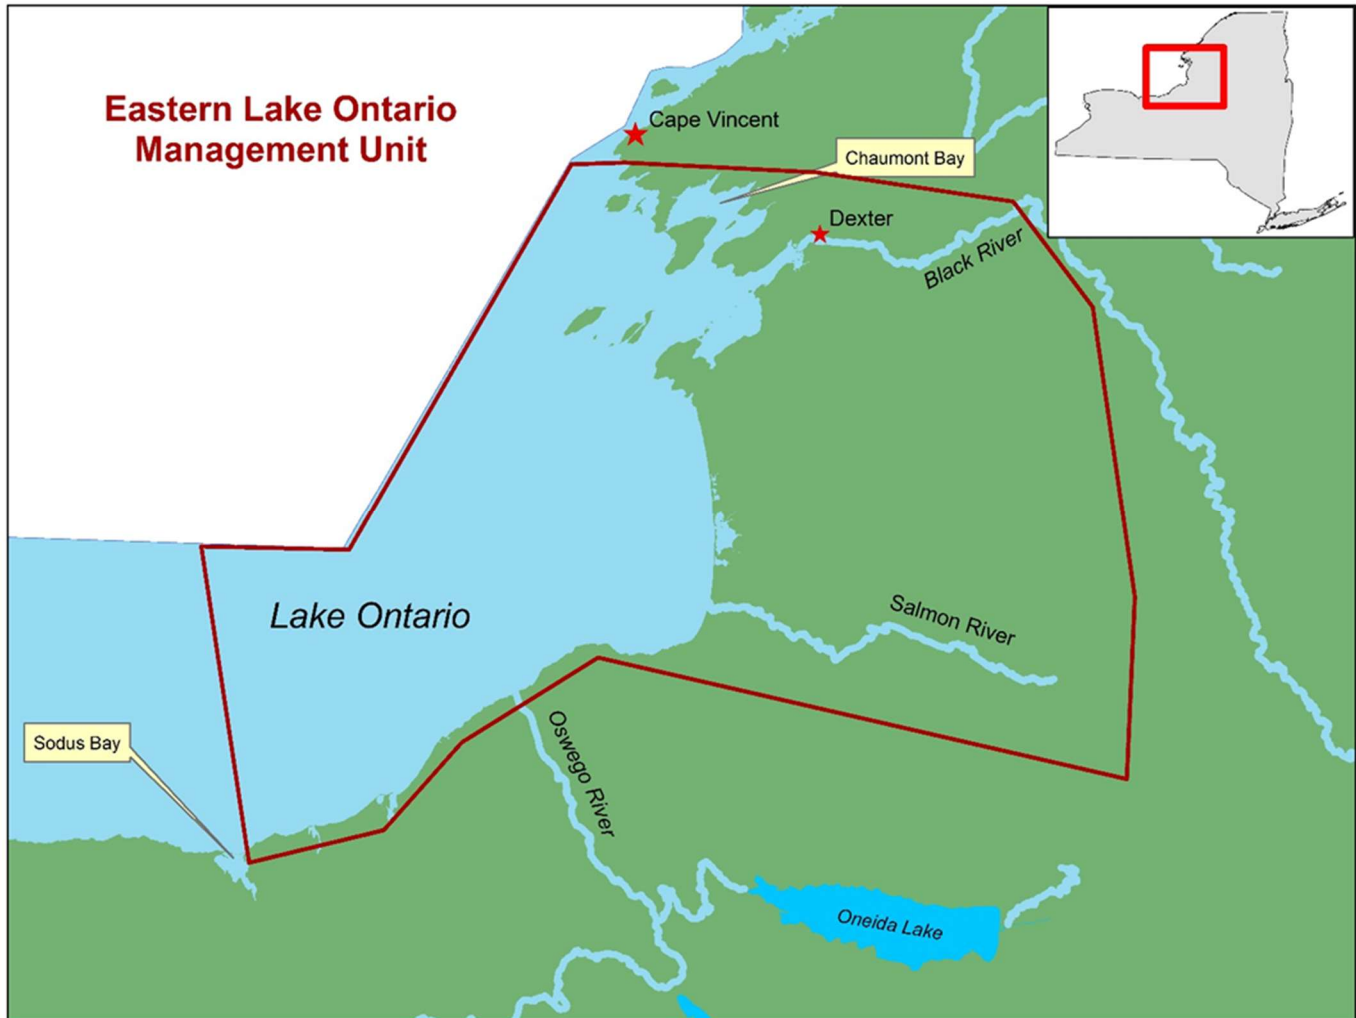 Eastern Lake Ontario
Management Unit
Cape Vincent
Chaumont Bay
Dexter
Black River
Lake Ontario
Salmon River
Sodus Bay
Oswego River
Oneida Lake